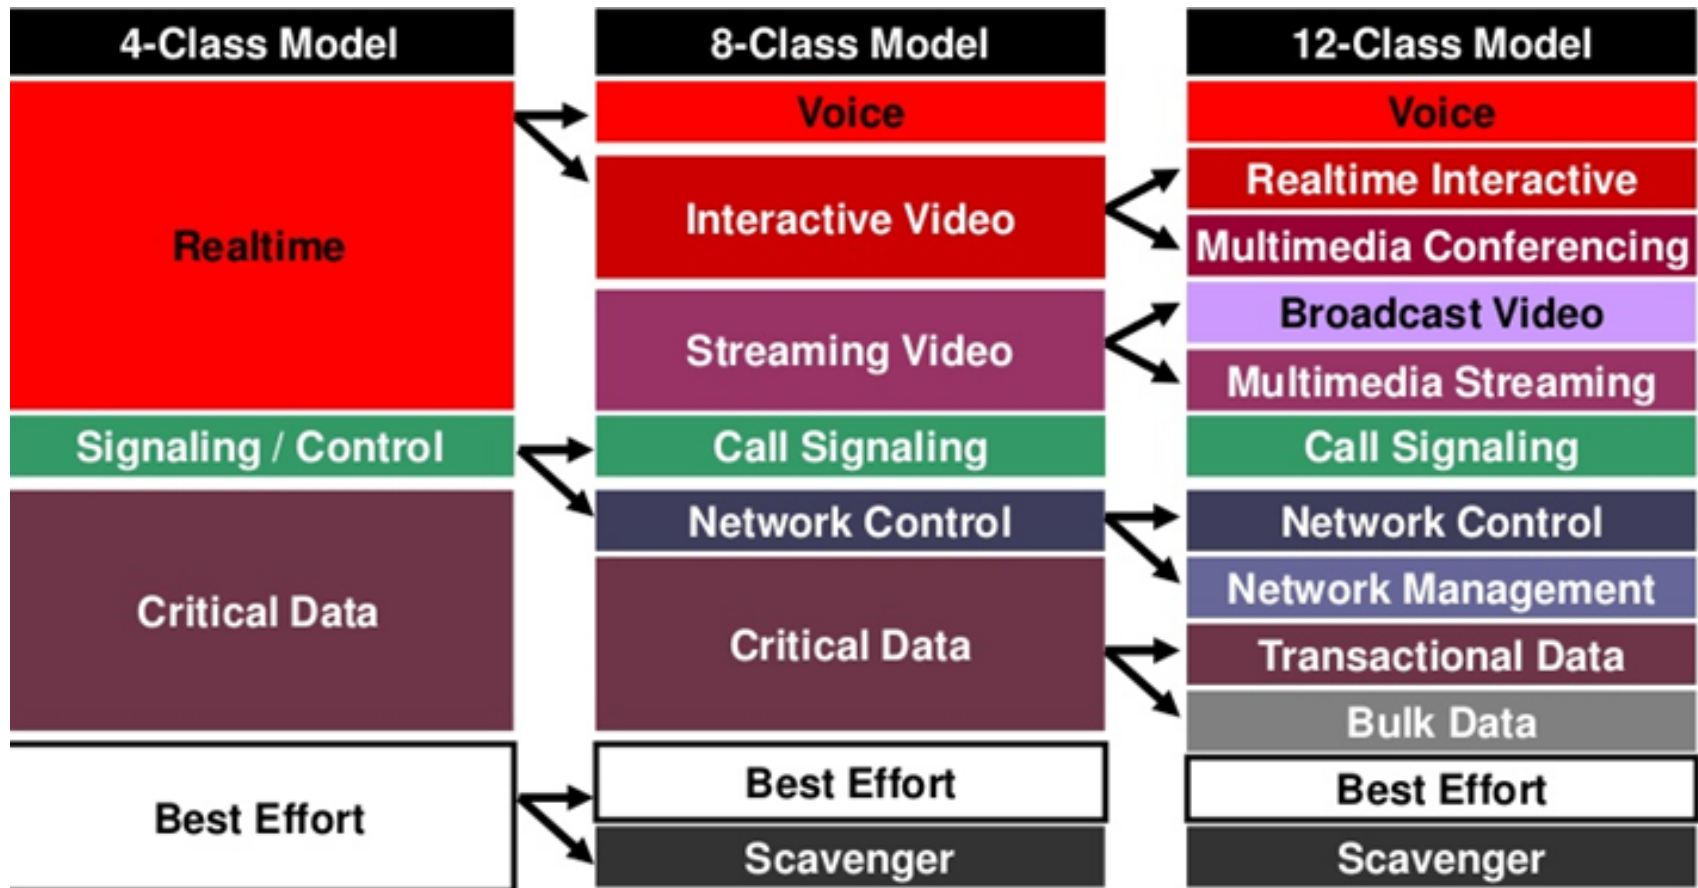 4-Class Model
8-Class Model
12-Class Model
Realtime
Signaling / Control
Critical Data
Best Effort
Voice
Interactive Video
Streaming Video
Call Signaling
Network Control
Critical Data
Best Effort
Scavenger
Voice
Realtime Interactive
Multimedia Conferencing
Broadcast Video
Multimedia Streaming
Call Signaling
Network Control
Network Management
Transactional Data
Bulk Data
Best Effort
Scavenger